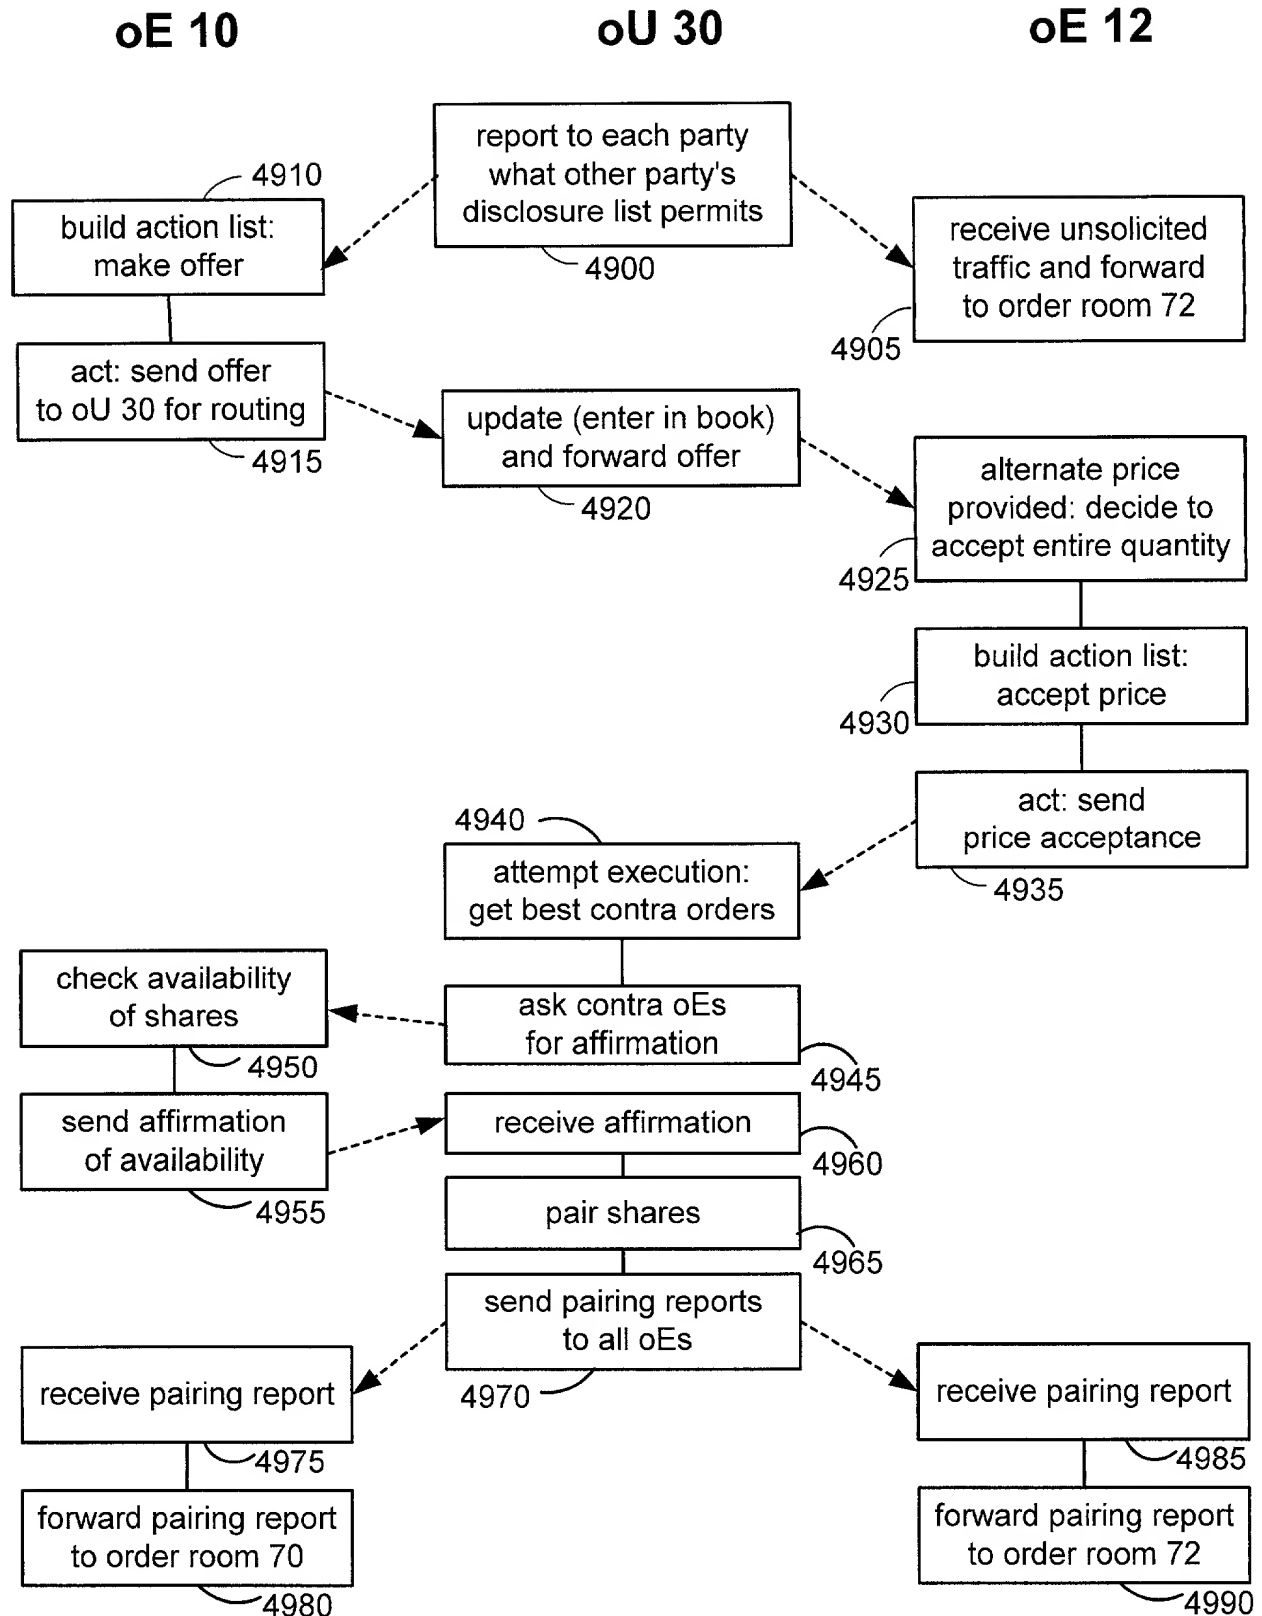 oE 10
oU 30
oE 12
report to each party
what other party's
disclosure list permits
4900
4910
build action list:
make offer
receive unsolicited
traffic and forward
to order room 72
4905
act: send offer
to oU 30 for routing
4915
update (enter in book)
and forward offer
4920
alternate price
provided: decide to
accept entire quantity
4925
build action list:
accept price
4930
act: send
price acceptance
4935
4940
attempt execution:
get best contra orders
ask contra oEs
for affirmation
4945
check availability
of shares
4950
send affirmation
of availability
4955
receive affirmation
4960
pair shares
4965
send pairing reports
to all oEs
4970
receive pairing report
4975
forward pairing report
to order room 70
4980
receive pairing report
4985
forward pairing report
to order room 72
4990